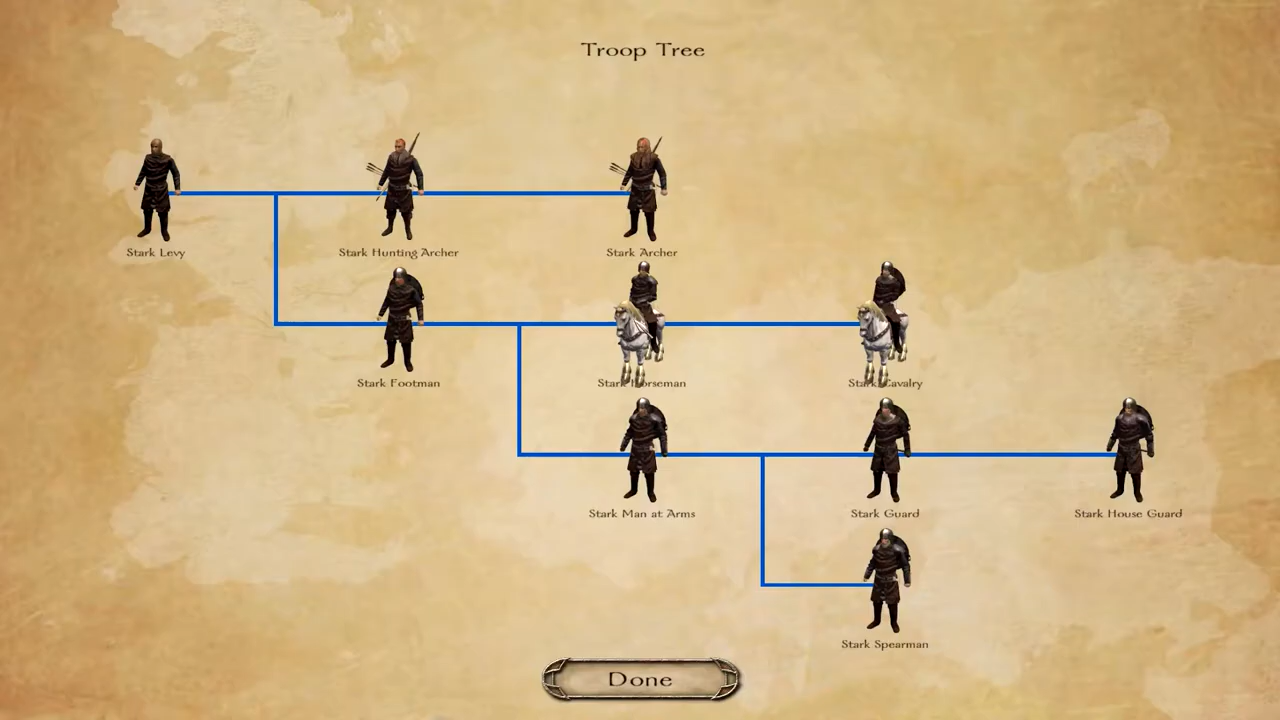 Troop Tree
Stark Levy
Stark Hunting Archer
Stark Archer
Stark Footman
Stark Horseman
Stark Cavalry
Stark Man at Arms
Stark Guard
Stark House Guard
Stark Spearman
Done